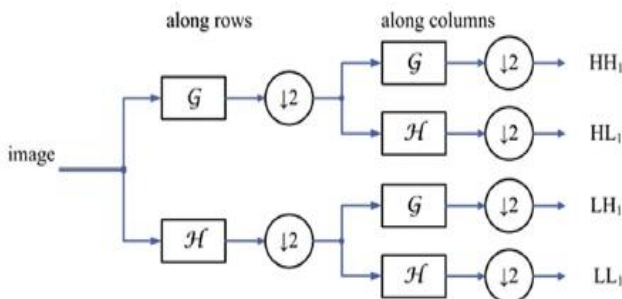 along rows
along columns
𝒢
↓2
HH₁
𝒢
↓2
ℋ
↓2
HL₁
image
𝒢
↓2
LH₁
ℋ
↓2
ℋ
↓2
LL₁